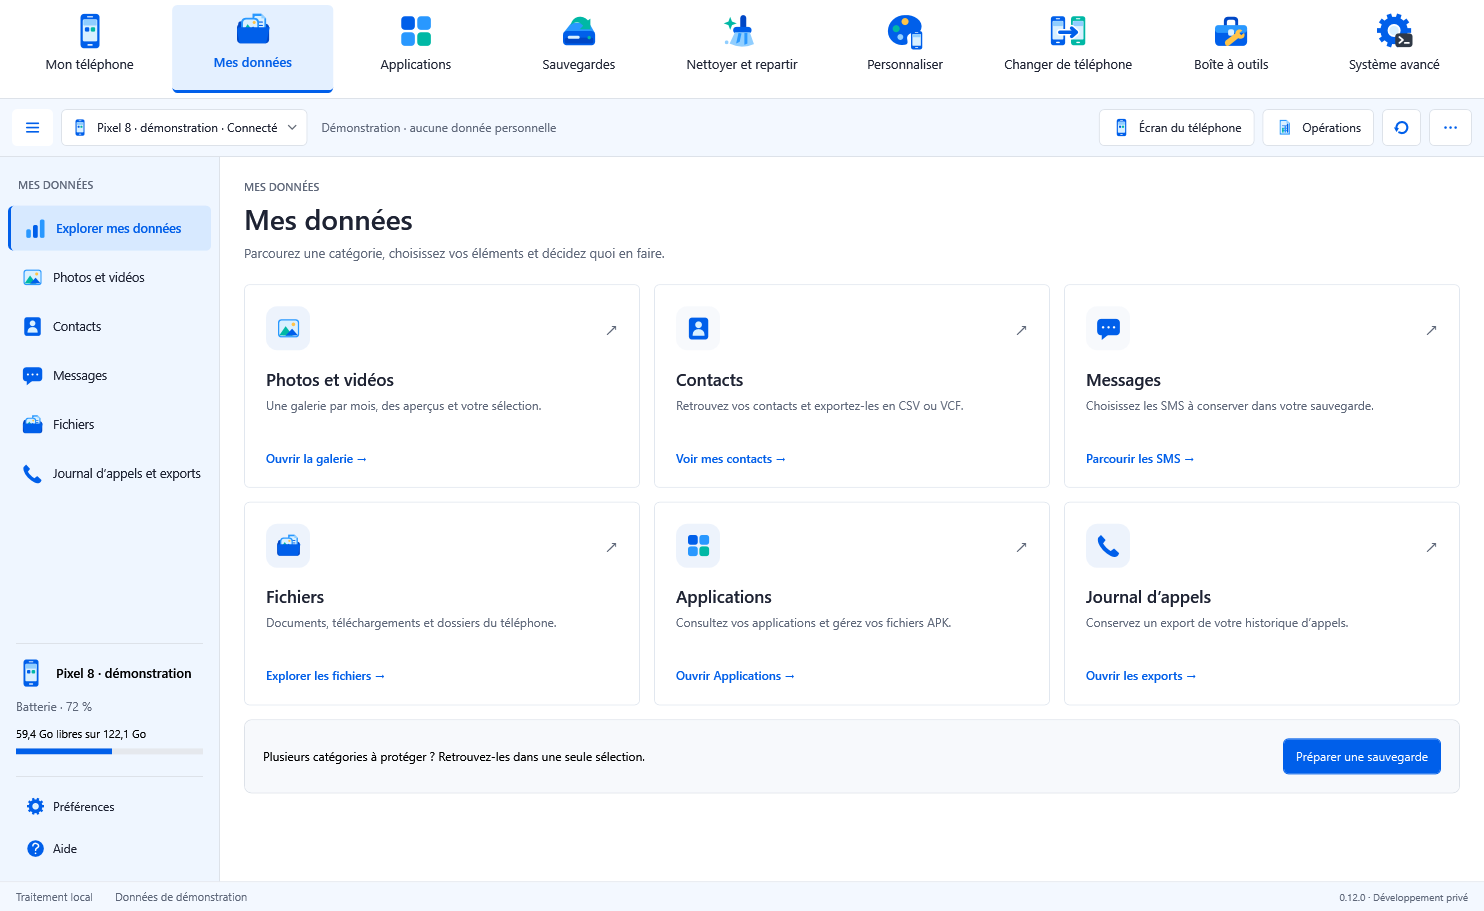 Mon téléphone
Mes données
Applications
Sauvegardes
Nettoyer et repartir
Personnaliser
Changer de téléphone
Boîte à outils
Système avancé
Pixel 8 · démonstration · Connecté
Démonstration · aucune donnée personnelle
Écran du téléphone
Opérations
MES DONNÉES
Explorer mes données
Photos et vidéos
Contacts
Messages
Fichiers
Journal d’appels et exports
Pixel 8 · démonstration
Batterie · 72 %
59,4 Go libres sur 122,1 Go
Préférences
Aide
MES DONNÉES
Mes données
Parcourez une catégorie, choisissez vos éléments et décidez quoi en faire.
Photos et vidéos
Une galerie par mois, des aperçus et votre sélection.
Ouvrir la galerie →
Contacts
Retrouvez vos contacts et exportez-les en CSV ou VCF.
Voir mes contacts →
Messages
Choisissez les SMS à conserver dans votre sauvegarde.
Parcourir les SMS →
Fichiers
Documents, téléchargements et dossiers du téléphone.
Explorer les fichiers →
Applications
Consultez vos applications et gérez vos fichiers APK.
Ouvrir Applications →
Journal d’appels
Conservez un export de votre historique d’appels.
Ouvrir les exports →
Plusieurs catégories à protéger ? Retrouvez-les dans une seule sélection.
Préparer une sauvegarde
Traitement local
Données de démonstration
0.12.0 · Développement privé